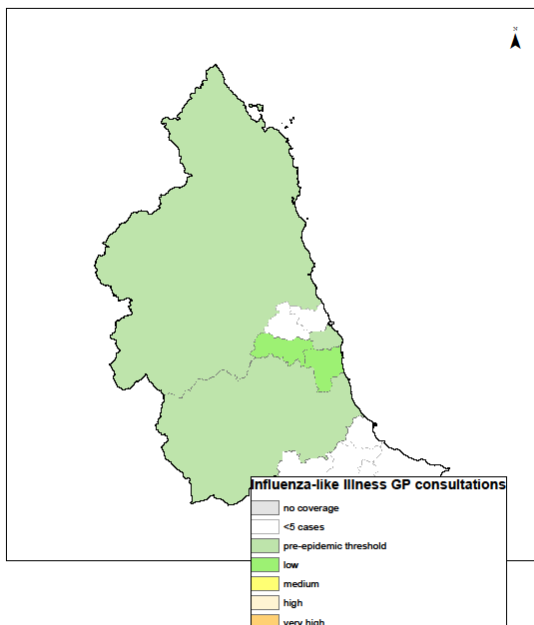 Influenza-like Illness GP consultations
no coverage
<5 cases
pre-epidemic threshold
low
medium
high
very high